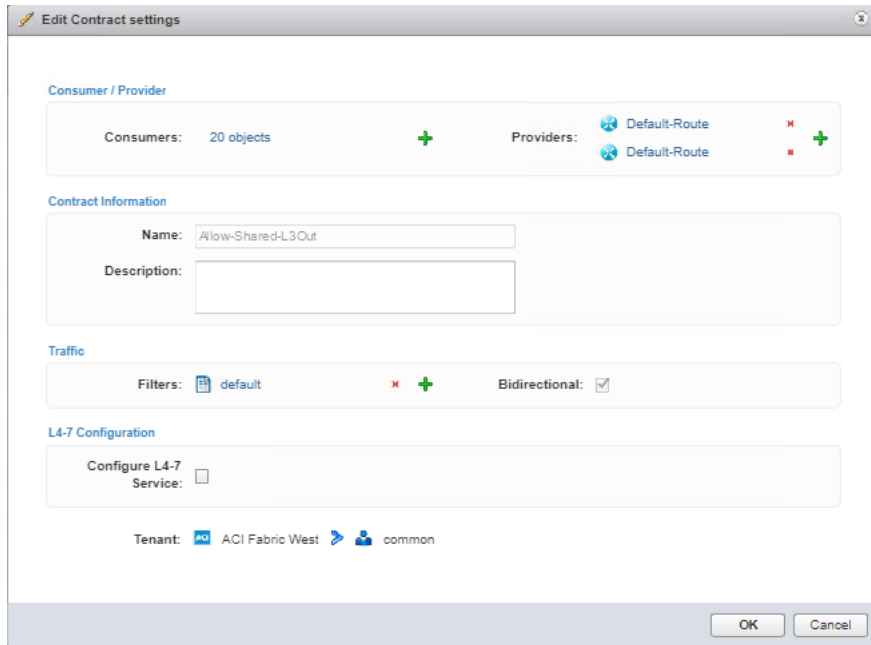 Edit Contract settings
Consumer / Provider
Consumers: 20 objects Providers: Default-Route
Default-Route
Contract Information
Name: Allow-Shared-L3Out
Description:
Traffic
Filters: default Bidirectional:
L4-7 Configuration
Configure L4-7
Service:
Tenant: ACI ACI Fabric West common
OK Cancel